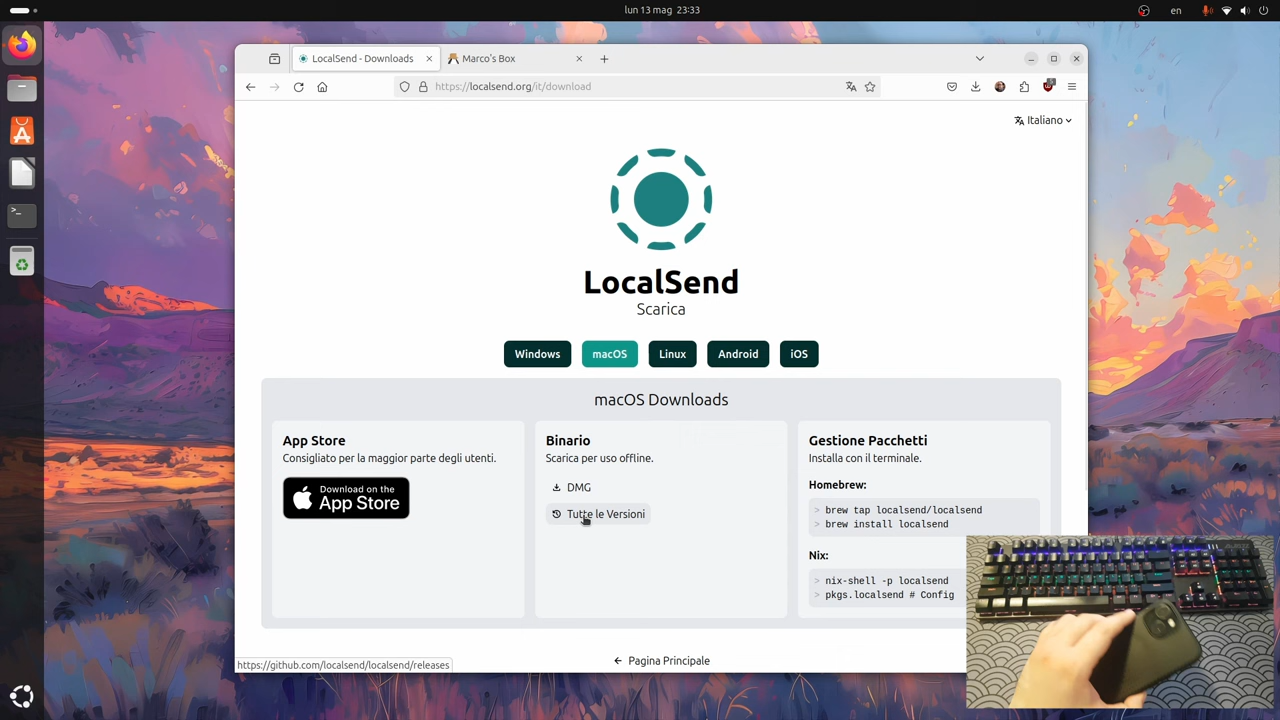 lun 13 mag 23:33
en
LocalSend - Downloads
Marco's Box
https://localsend.org/it/download
Italiano
LocalSend
Scarica
Windows
macOS
Linux
Android
iOS
macOS Downloads
App Store
Consigliato per la maggior parte degli utenti.
Download on the
App Store
Binario
Scarica per uso offline.
DMG
Tutte le Versioni
Gestione Pacchetti
Installa con il terminale.
Homebrew:
> brew tap localsend/localsend
> brew install localsend
Nix:
> nix-shell -p localsend
> pkgs.localsend # Config
← Pagina Principale
https://github.com/localsend/localsend/releases